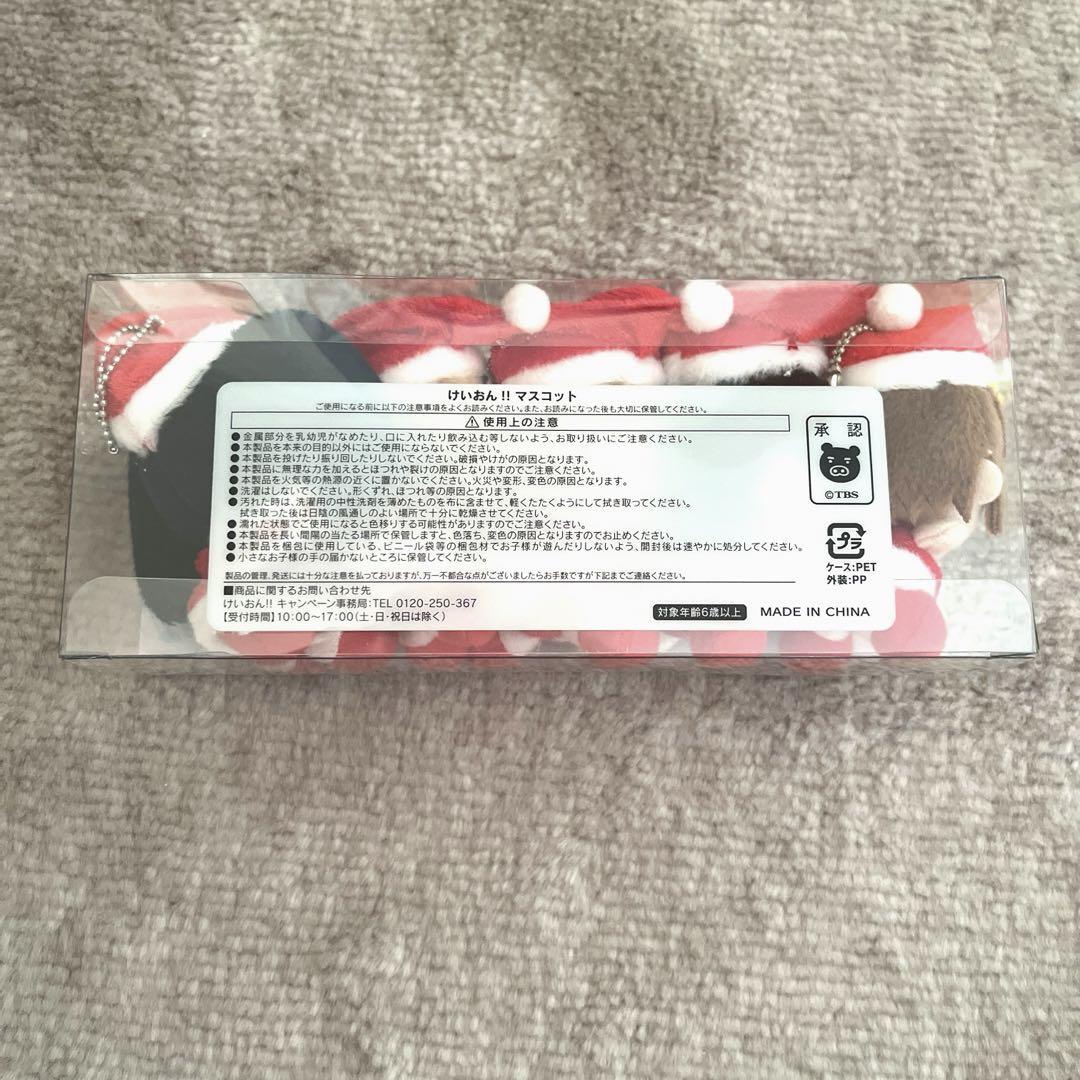 けいおん!! マスコット
ご使用になる前に以下の注意事項をよくお読みください。また、お読みになった後も大切に保管してください。
⚠使用上の注意
●金属部分を乳幼児がなめたり、口に入れたり飲み込む等しないよう、お取り扱いにご注意ください。
●本製品を本来の目的以外にはご使用にならないでください。
●本製品を投げたり振り回したりしないでください。破損やけがの原因となります。
●本製品に無理な力を加えるとほつれや裂けの原因となりますのでご注意ください。
●本製品を火気等の熱源の近くに置かないでください。火災や変形、変色の原因となります。
●洗濯はしないでください。形くずれ、ほつれ等の原因となります。
●汚れた時は、洗濯用の中性洗剤を薄めたものを布に含ませて、軽くたたくようにして拭き取ってください。
拭き取った後は日陰の風通しのよい場所で十分に乾燥させてください。
●濡れた状態でご使用になると色移りする可能性がありますのでご注意ください。
●本製品を長い間陽の当たる場所で保管しますと、色落ち、変色の原因となりますのでお止めください。
●本製品を梱包に使用している、ビニール袋等の梱包材でお子様が遊んだりしないよう、開封後は速やかに処分してください。
●小さなお子様の手の届かないところに保管してください。
製品の管理、発送には十分な注意を払っておりますが、万一不都合な点がございましたらお手数ですが下記までご連絡ください。
■商品に関するお問い合わせ先
けいおん!! キャンペーン事務局:TEL 0120-250-367
【受付時間】10:00〜17:00(土・日・祝日は除く)
対象年齢6歳以上
MADE IN CHINA
承認
©TBS
プラ
ケース:PET
外装:PP